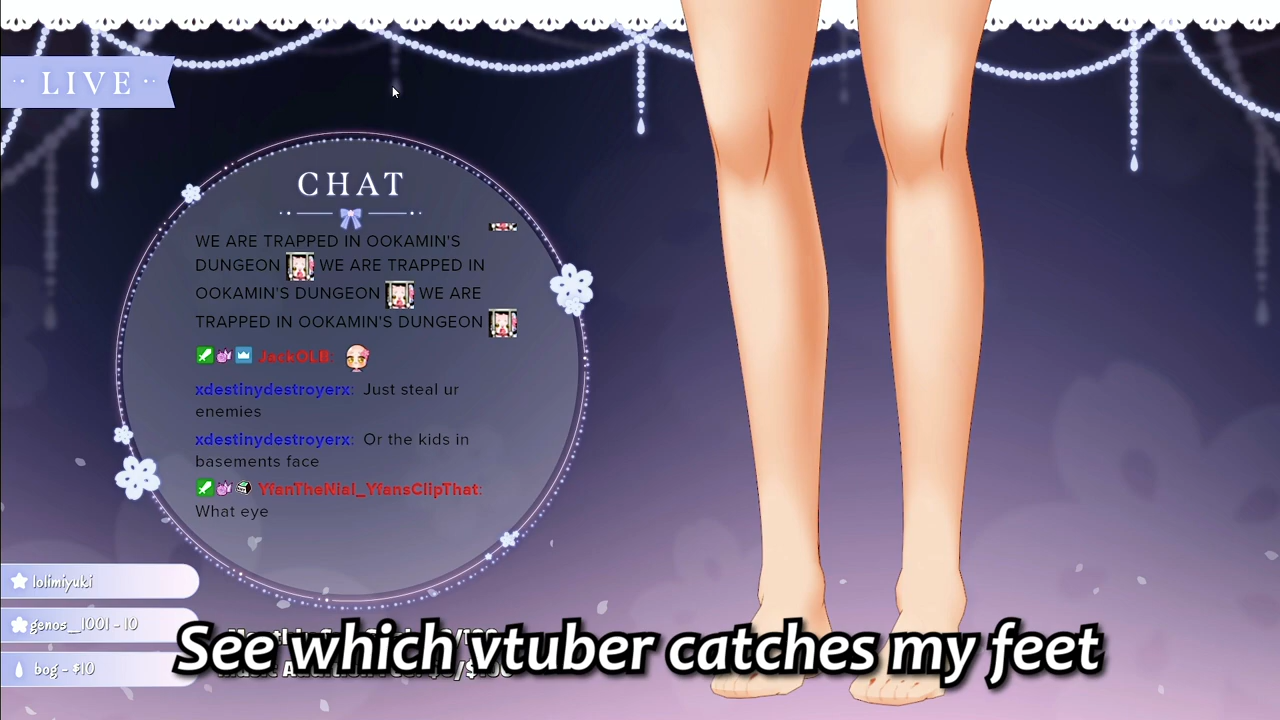 LIVE
CHAT
WE ARE TRAPPED IN OOKAMIN'S
DUNGEON WE ARE TRAPPED IN
OOKAMIN'S DUNGEON WE ARE
TRAPPED IN OOKAMIN'S DUNGEON
JackOLB:
xdestinydestroyerx: Just steal ur
enemies
xdestinydestroyerx: Or the kids in
basements face
YfanTheNial_YfansClipThat:
What eye
lolimiyuki
genos__1001 - 10
bog - $10
See which vtuber catches my feet